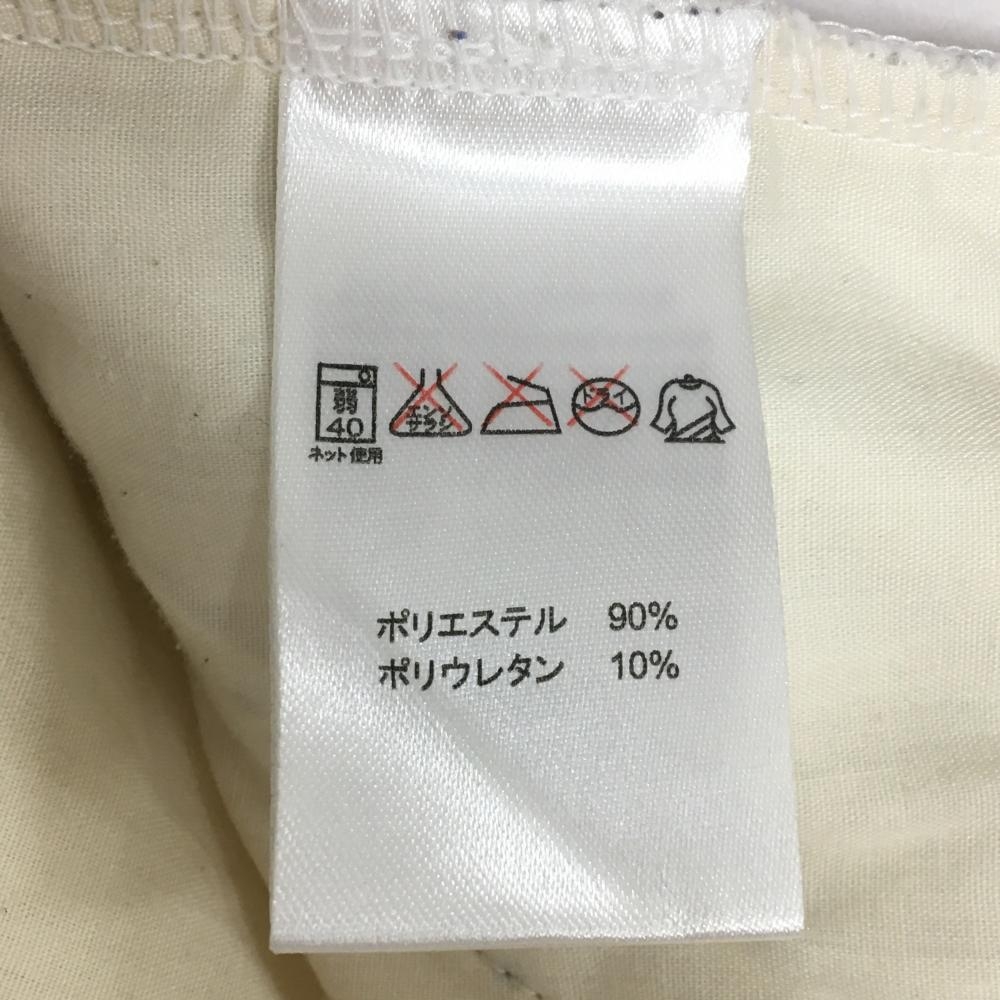 弱
40
ネット使用
エンソ
サラシ
ドライ
ポリエステル 90%
ポリウレタン 10%